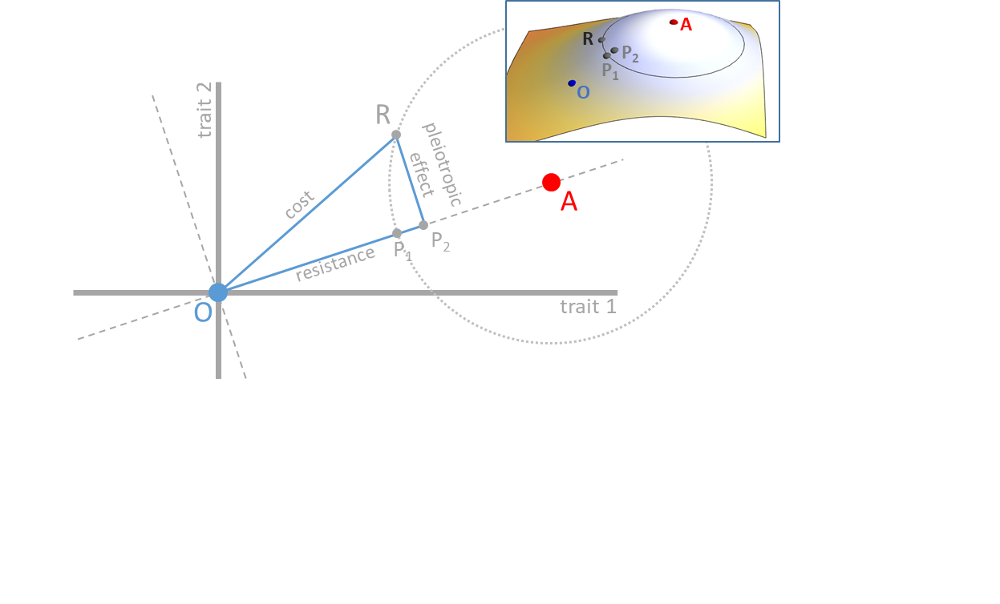 A
R
P2
P1
O
trait 2
R
pleiotropic
effect
cost
A
P2
P1
resistance
O
trait 1